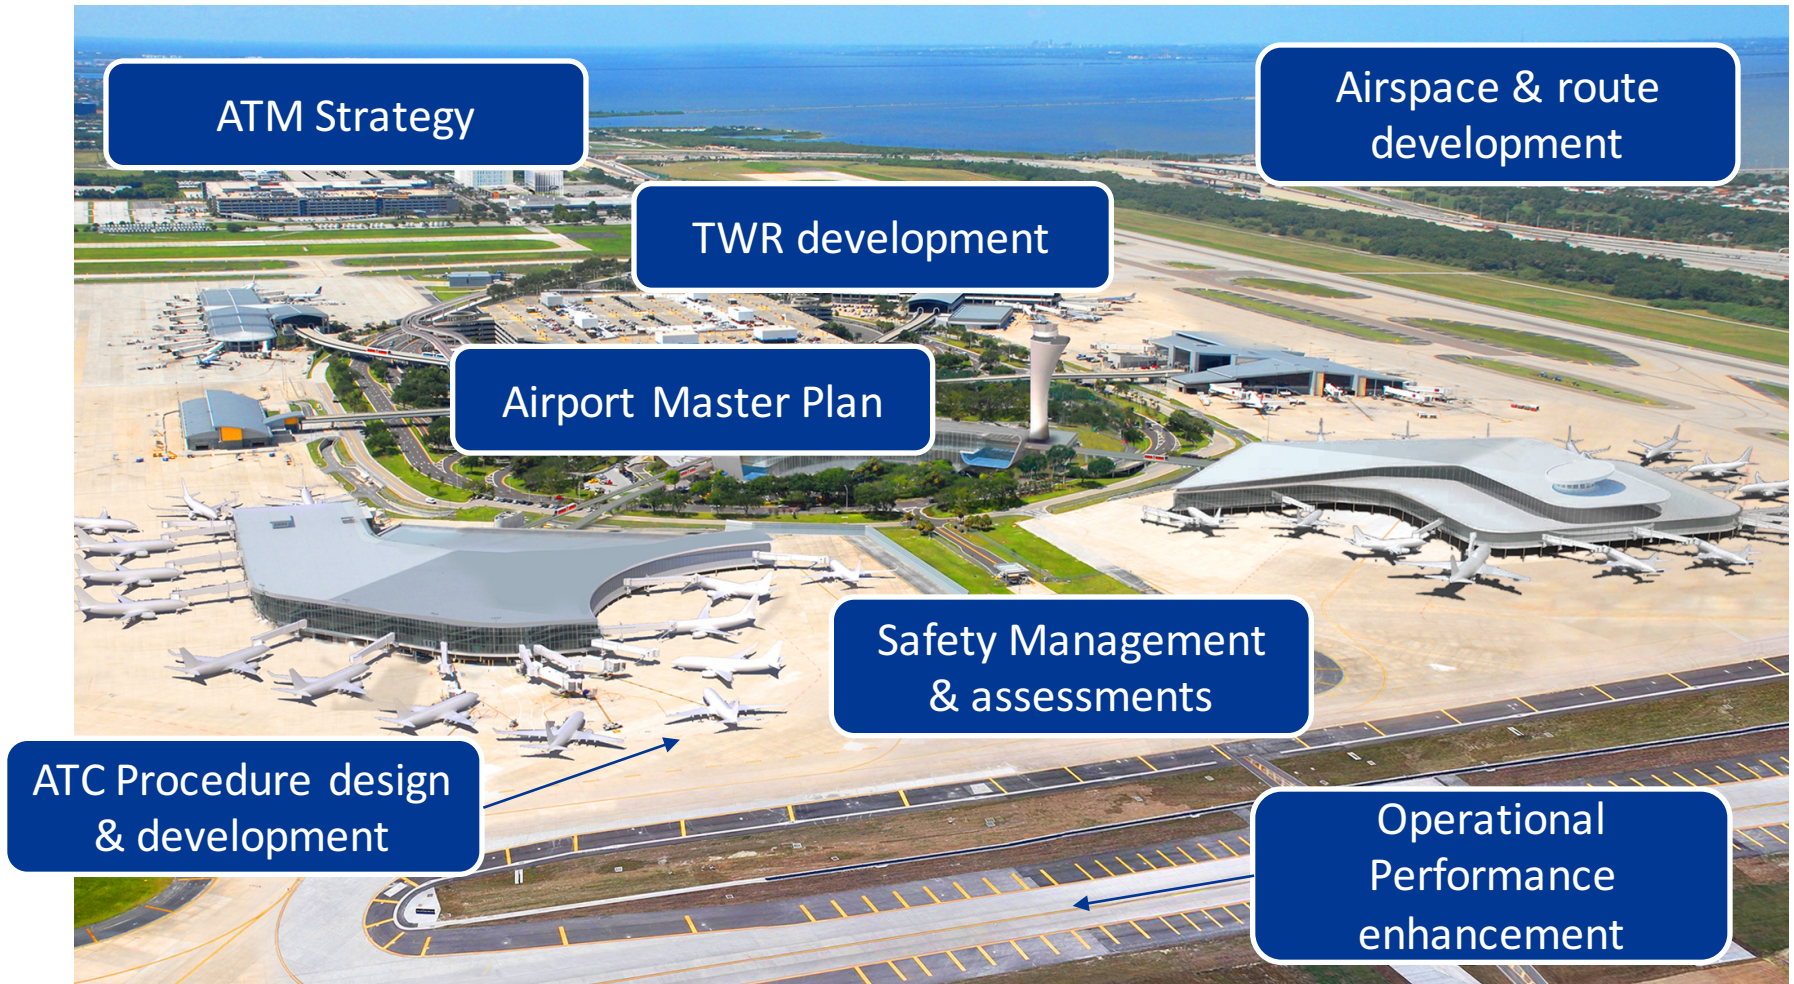 ATM Strategy
Airspace & route
development
TWR development
Airport Master Plan
Safety Management
& assessments
ATC Procedure design
& development
Operational
Performance
enhancement